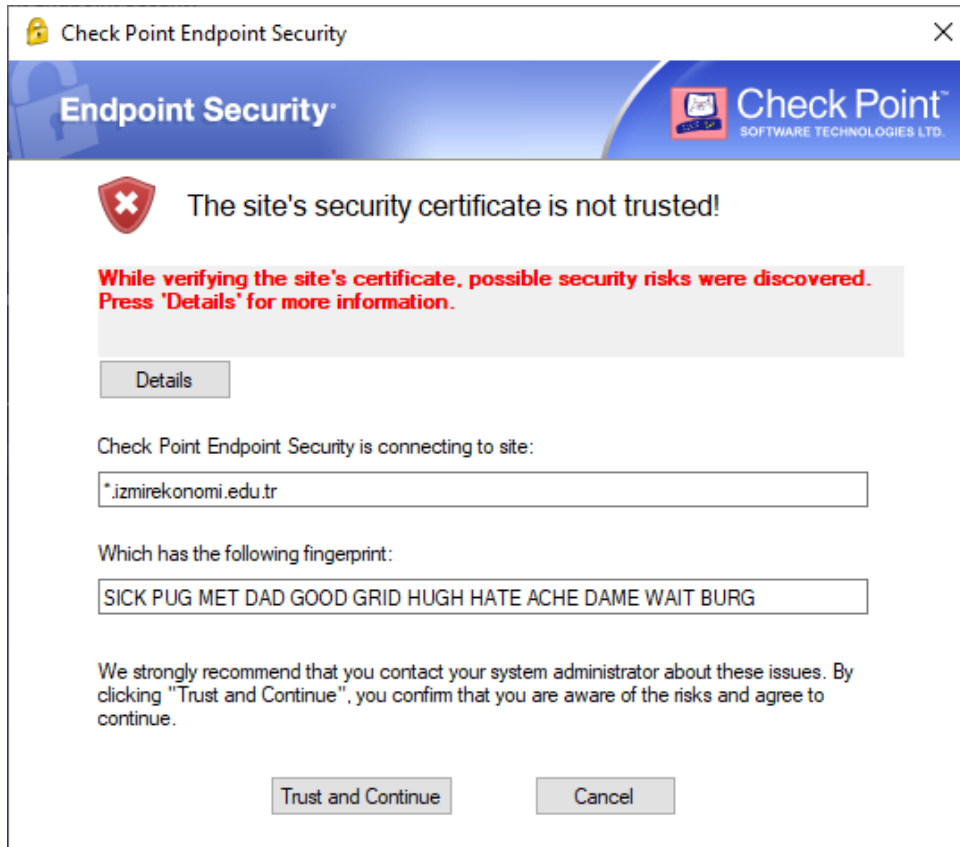 Check Point Endpoint Security
Endpoint Security
Check Point™
SOFTWARE TECHNOLOGIES LTD.
The site's security certificate is not trusted!
While verifying the site's certificate, possible security risks were discovered.
Press 'Details' for more information.
Details
Check Point Endpoint Security is connecting to site:
*.izmirekonomi.edu.tr
Which has the following fingerprint:
SICK PUG MET DAD GOOD GRID HUGH HATE ACHE DAME WAIT BURG
We strongly recommend that you contact your system administrator about these issues. By
clicking "Trust and Continue", you confirm that you are aware of the risks and agree to
continue.
Trust and Continue
Cancel